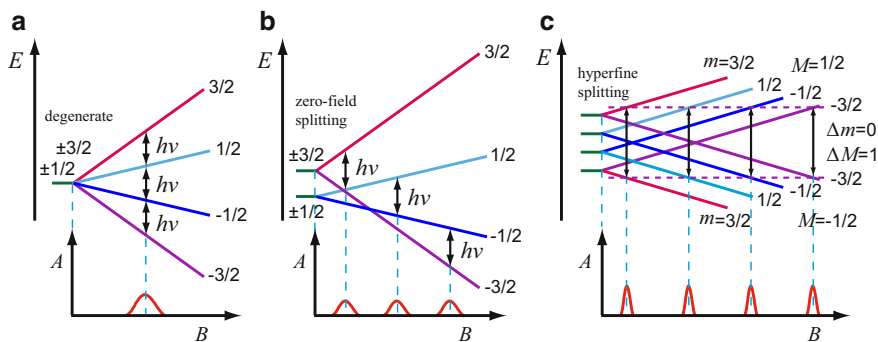 a
E
degenerate
±3/2
±1/2
hν
hν
hν
3/2
1/2
-1/2
-3/2
A
B
b
E
zero-field
splitting
±3/2
±1/2
hν
hν
hν
3/2
1/2
-1/2
-3/2
A
B
c
E
hyperfine
splitting
m=3/2
M=1/2
1/2
-1/2
-3/2
Δm=0
ΔM=1
-3/2
-1/2
1/2
m=3/2
M=-1/2
A
B